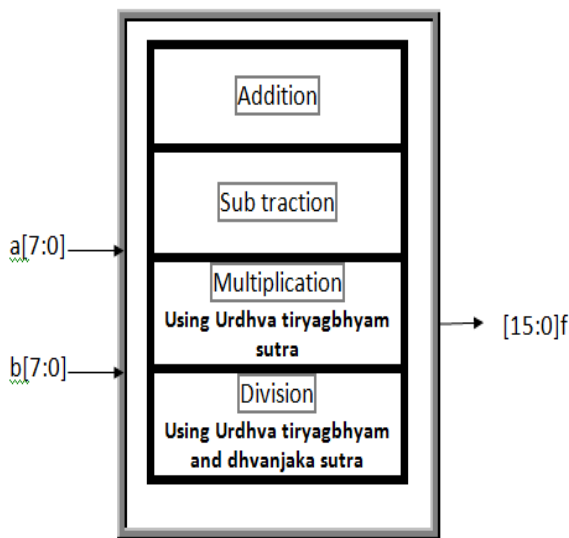 Addition
Sub traction
a[7:0]
Multiplication
Using Urdhva tiryagbhyam
sutra
[15:0]f
b[7:0]
Division
Using Urdhva tiryagbhyam
and dhvanjaka sutra